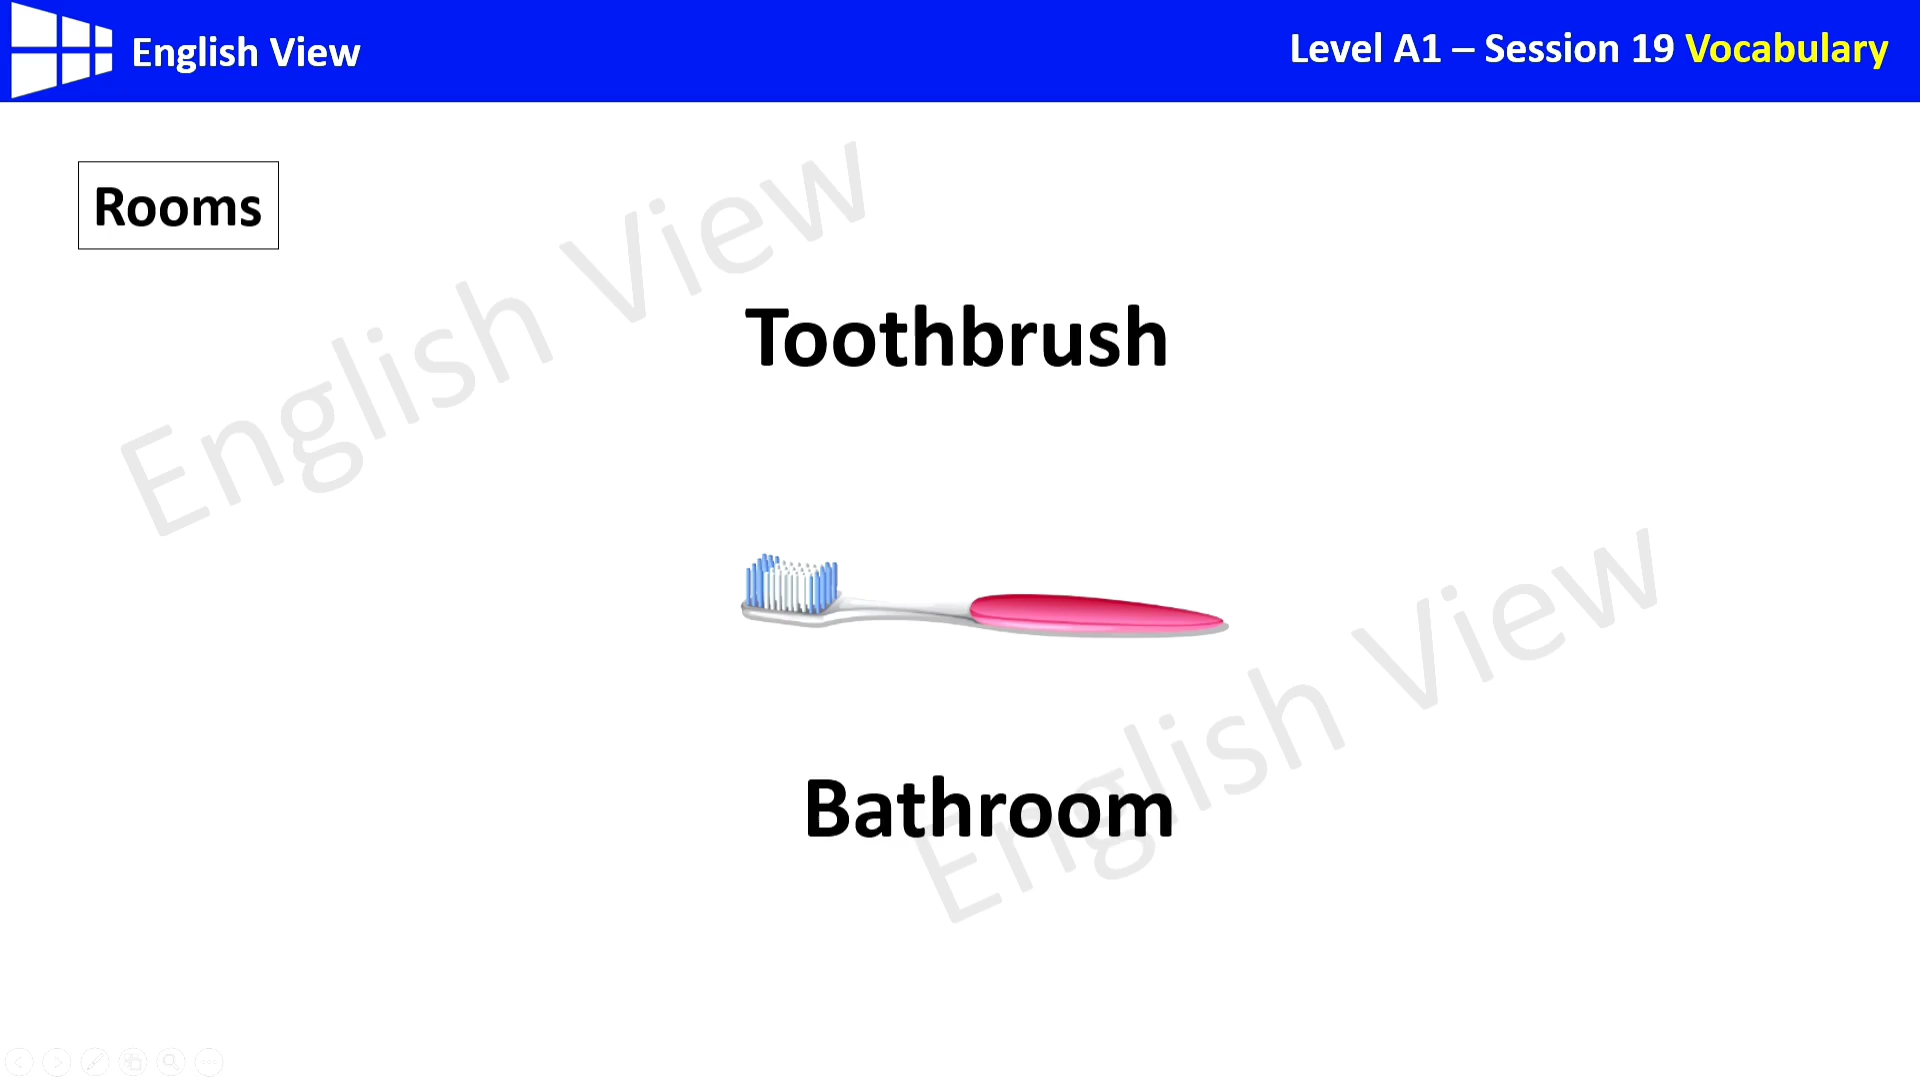 English View
Level A1 – Session 19 Vocabulary
Rooms
English View
Toothbrush
English View
Bathroom